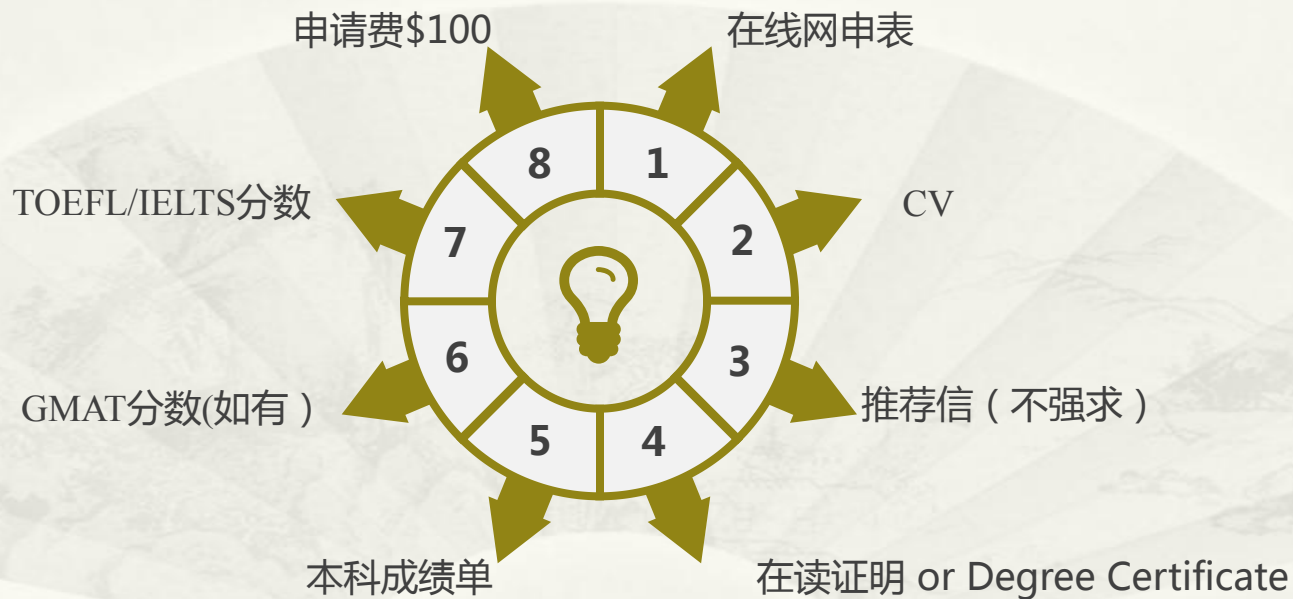 申请费$100
在线网申表
8
1
TOEFL/IELTS分数
CV
7
2
6
3
GMAT分数(如有）
推荐信（不强求）
5
4
本科成绩单
在读证明 or Degree Certificate